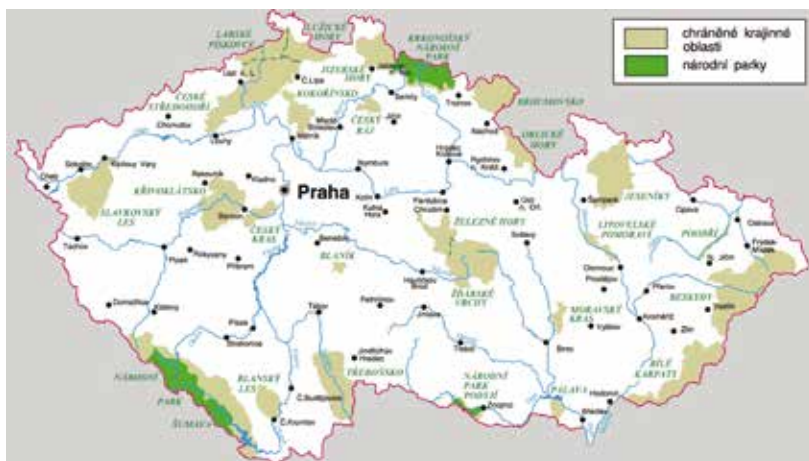 chráněné krajinné
oblasti
národní parky
LABSKÉ
PÍSKOVCE
LUŽICKÉ
HORY
KRKONOŠSKÝ
NÁRODNÍ
PARK
JIZERSKÉ
HORY
Č.Lípa
KOKOŘÍNSKO
ČESKÉ
STŘEDOHOŘÍ
Chomutov
Semily
Trutnov
BROUMOVSKO
Mladá
Boleslav
ČESKÝ
RÁJ
Jičín
Náchod
ORLICKÉ
HORY
Mělník
Sokolov
Karlovy Vary
Cheb
Rakovník
Kladno
KŘIVOKLÁTSKO
Nymburk
Hradec
Králové
Rychnov
n. Kněž.
SLAVKOVSKÝ
LES
Beroun
Praha
Kolín
Kutná
Hora
Pardubice
Chrudim
Ústí
n. Orl.
Šumperk
JESENÍKY
Opava
Ostrava
Frýdek-
Místek
ČESKÝ
KRAS
Tachov
Plzeň
Rokycany
Příbram
Benešov
BLANÍK
ŽELEZNÉ HORY
Svitavy
LITOVELSKÉ
POMORAVÍ
POODŘÍ
N. Jičín
Olomouc
Prostějov
Přerov
BESKYDY
Vsetín
Havlíčkův
Brod
ŽĎÁRSKÉ
VRCHY
Domažlice
Klatovy
Písek
Strakonice
Tábor
Pelhřimov
Jihlava
Třebíč
MORAVSKÝ
KRAS
Vyškov
Kroměříž
Zlín
Brno
BÍLÉ
KARPATY
Jindřichův
Hradec
TŘEBOŇSKO
NÁRODNÍ
PARK
ŠUMAVA
BLANSKÝ
LES
Č.Budějovice
Č.Krumlov
NÁRODNÍ
PARK
PODYJÍ
Znojmo
PÁLAVA
Hodonín
Břeclav